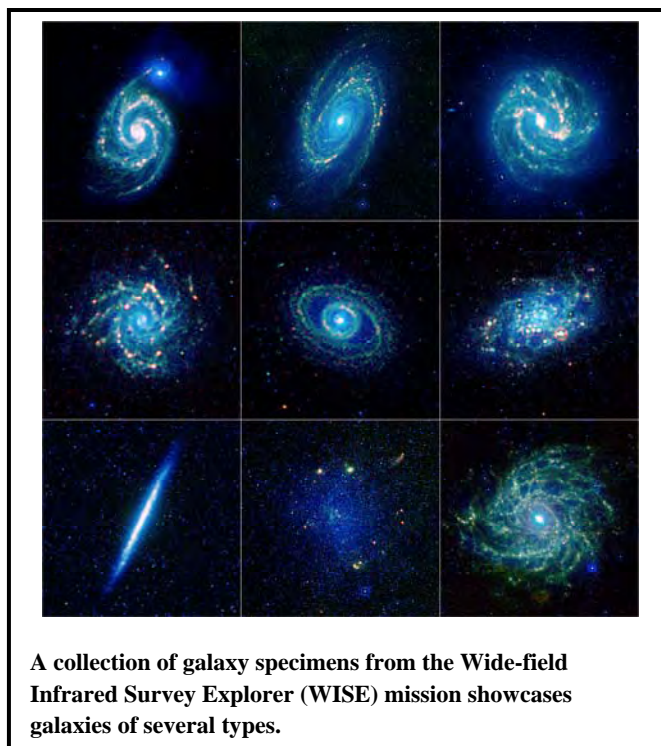 A collection of galaxy specimens from the Wide-field
Infrared Survey Explorer (WISE) mission showcases
galaxies of several types.